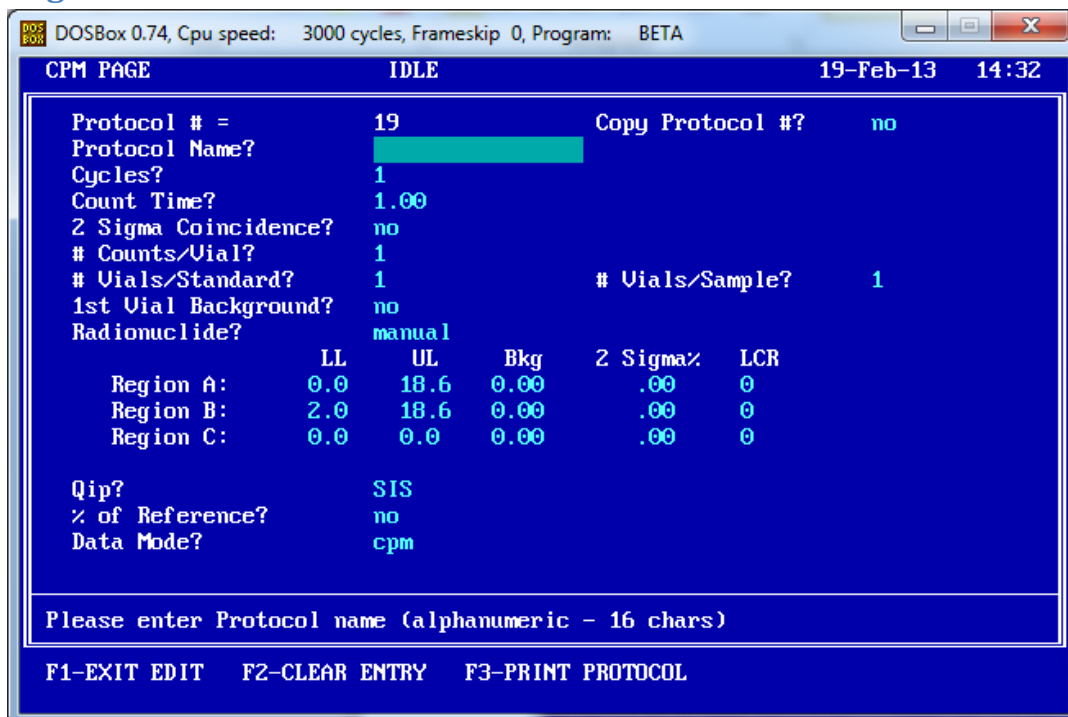 DOSBox 0.74, Cpu speed: 3000 cycles, Frameskip 0, Program: BETA
CPM PAGE IDLE 19-Feb-13 14:32
Protocol # = 19 Copy Protocol #? no
Protocol Name?
Cycles? 1
Count Time? 1.00
2 Sigma Coincidence? no
# Counts/Vial? 1
# Vials/Standard? 1 # Vials/Sample? 1
1st Vial Background? no
Radionuclide? manual
LL UL Bkg 2 Sigma% LCR
Region A: 0.0 18.6 0.00 .00 0
Region B: 2.0 18.6 0.00 .00 0
Region C: 0.0 0.0 0.00 .00 0
Qip? SIS
% of Reference? no
Data Mode? cpm
Please enter Protocol name (alphanumeric - 16 chars)
F1-EXIT EDIT F2-CLEAR ENTRY F3-PRINT PROTOCOL